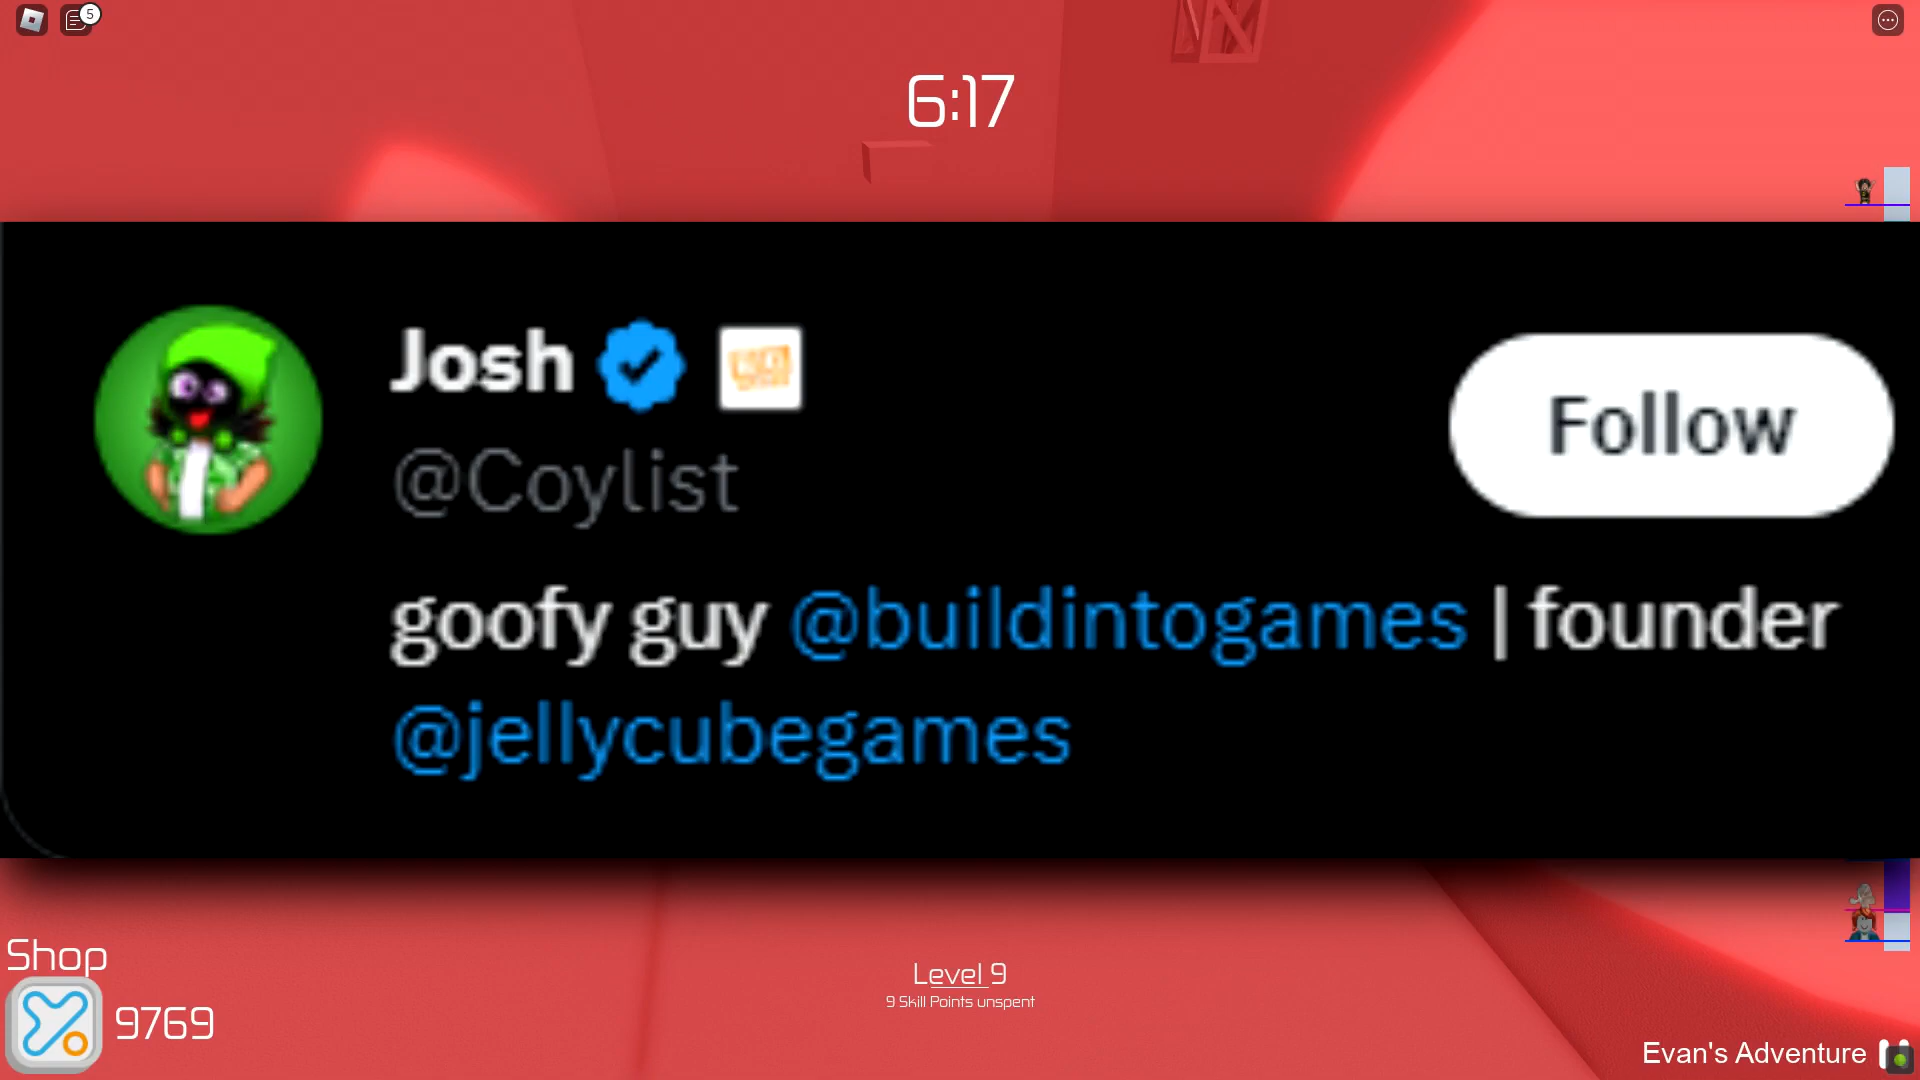 5
6:17
Josh
@Coylist
Follow
goofy guy @buildintogames | founder
@jellycubegames
Shop
9769
Level 9
9 Skill Points unspent
Evan's Adventure